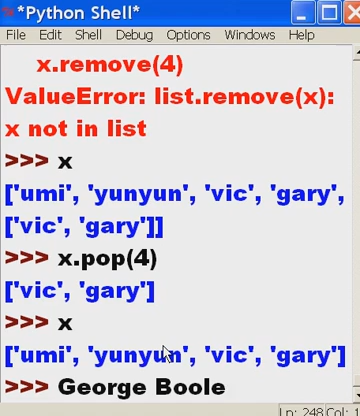 *Python Shell*
File Edit Shell Debug Options Windows Help
x.remove(4)
ValueError: list.remove(x):
x not in list
>>> x
['umi', 'yunyun', 'vic', 'gary',
['vic', 'gary']]
>>> x.pop(4)
['vic', 'gary']
>>> x
['umi', 'yunyun', 'vic', 'gary']
>>> George Boole
Ln: 248 Col: